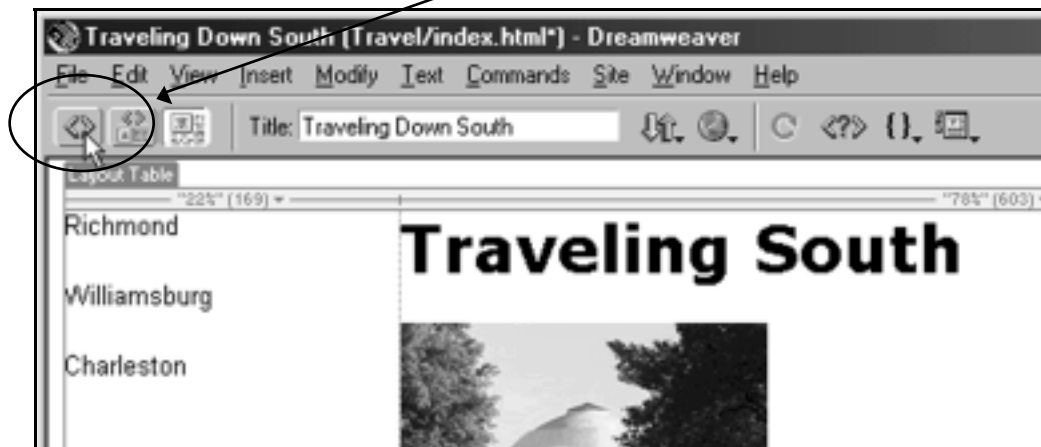 Traveling Down South (Travel/index.html*) - Dreamweaver
File Edit View Insert Modify Text Commands Site Window Help
Title: Traveling Down South
Layout Table
"22%" (169) "78%" (603)
Richmond
Traveling South
Williamsburg
Charleston